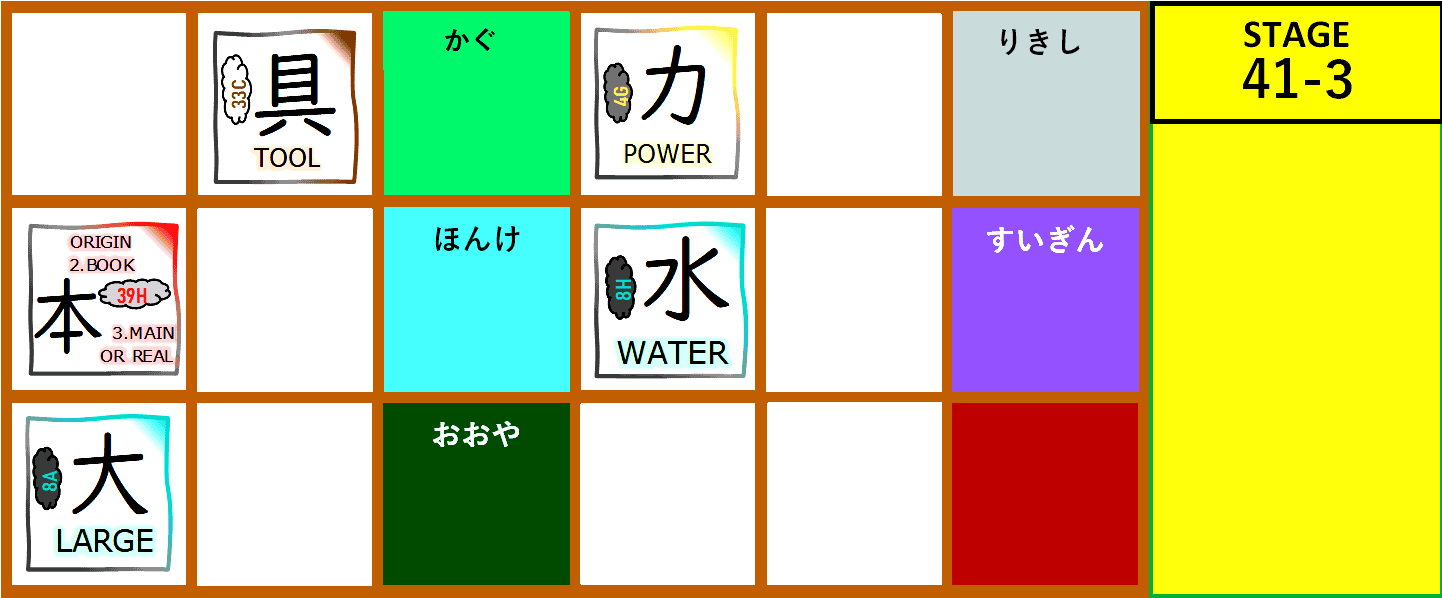 33C
具
TOOL
かぐ
4G
力
POWER
りきし
STAGE
41-3
ORIGIN
2.BOOK
本
39H
3.MAIN
OR REAL
ほんけ
8H
水
WATER
すいぎん
8A
大
LARGE
おおや